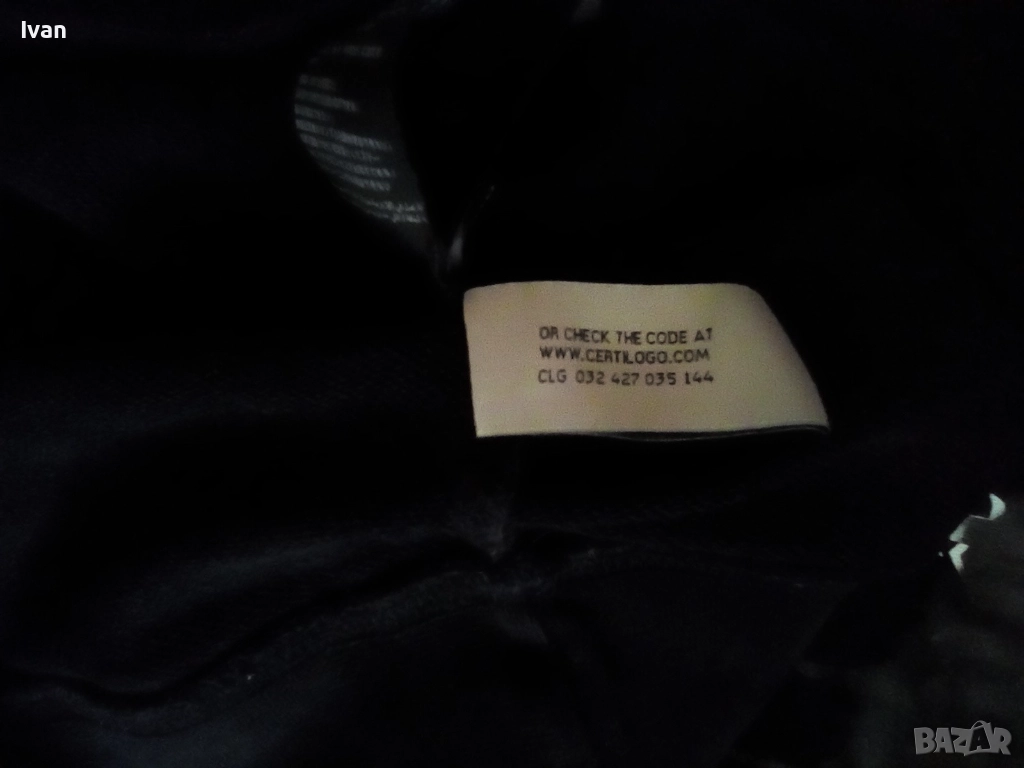 Ivan
OR CHECK THE CODE AT
WWW.CERTILOGO.COM
CLG 032 427 035 144
BAZAR